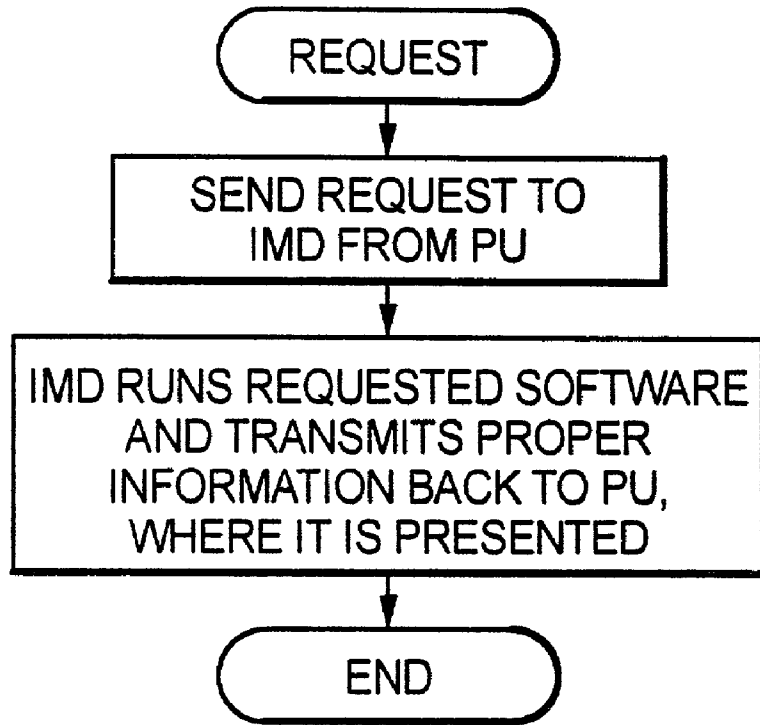 REQUEST
SEND REQUEST TO
IMD FROM PU
IMD RUNS REQUESTED SOFTWARE
AND TRANSMITS PROPER
INFORMATION BACK TO PU,
WHERE IT IS PRESENTED
END